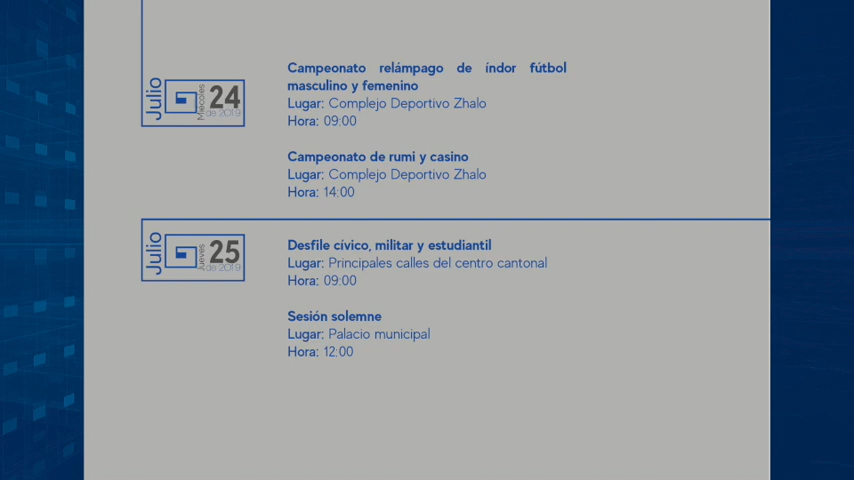 Campeonato relámpago de índor fútbol
masculino y femenino
Lugar: Complejo Deportivo Zhalo
Hora: 09:00
Julio
Miécoles
24
de 2019
Campeonato de rumi y casino
Lugar: Complejo Deportivo Zhalo
Hora: 14:00
Julio
Jueves
25
de 2019
Desfile cívico, militar y estudiantil
Lugar: Principales calles del centro cantonal
Hora: 09:00
Sesión solemne
Lugar: Palacio municipal
Hora: 12:00